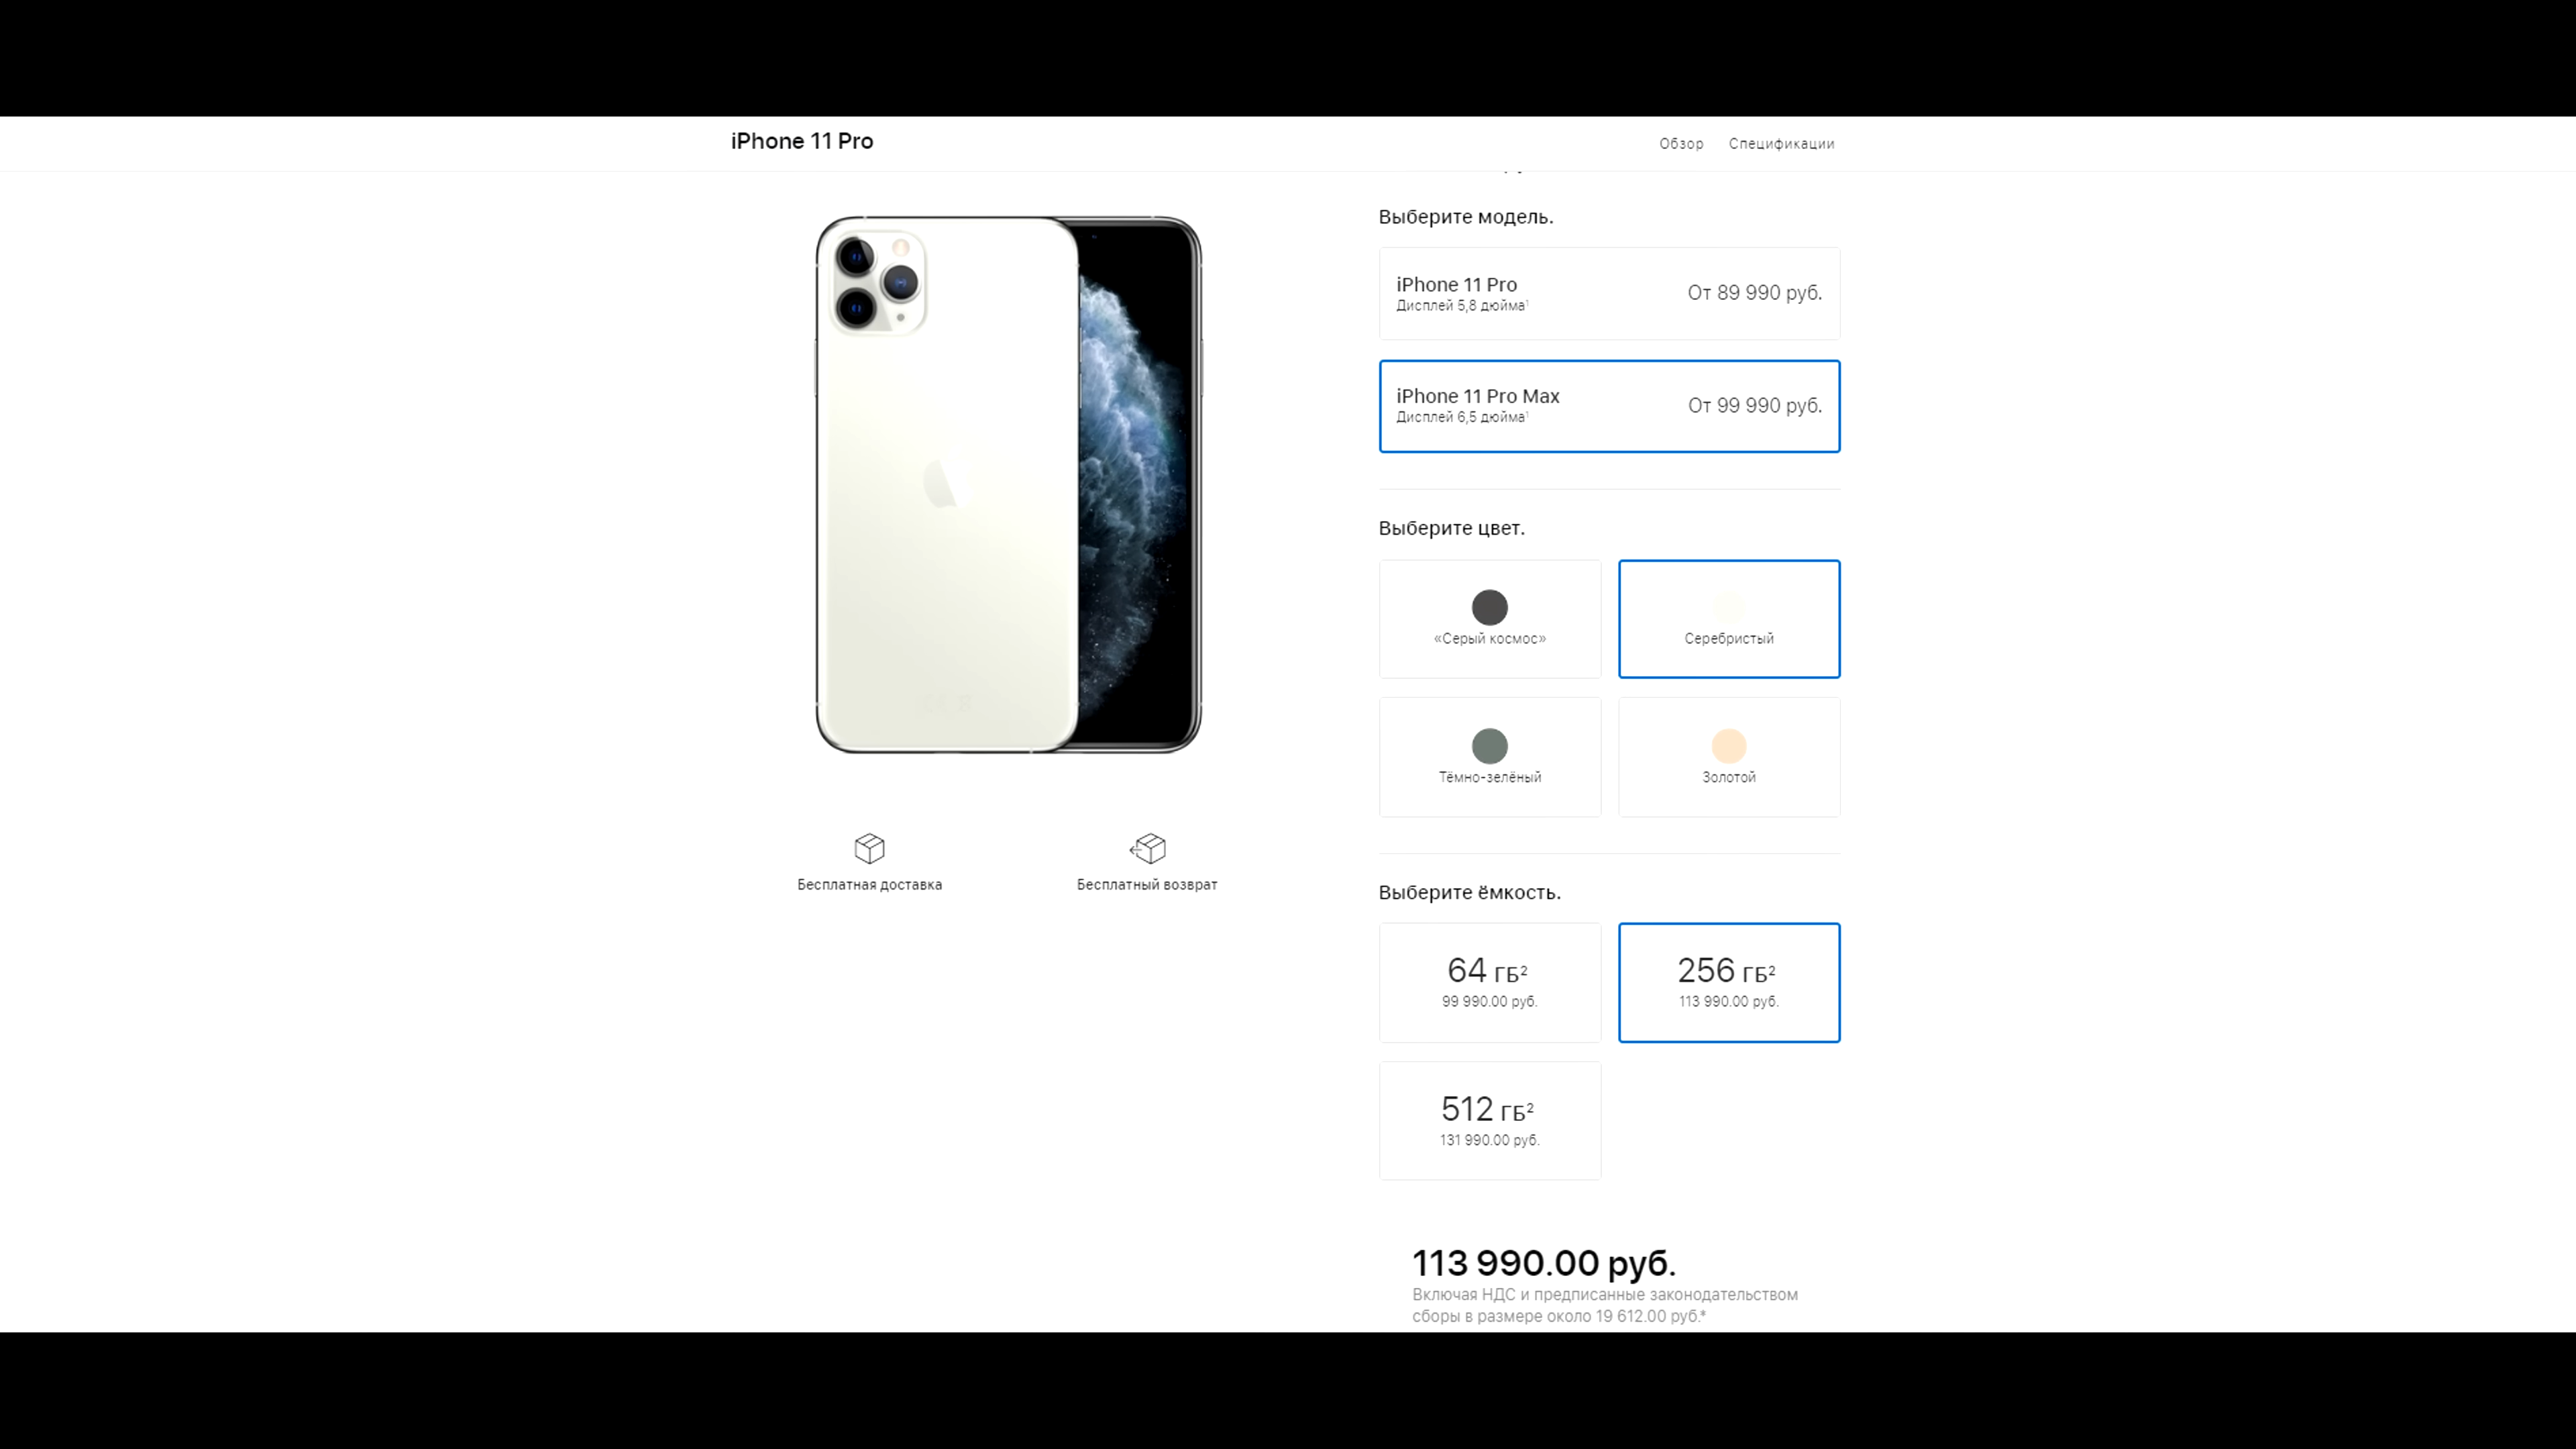 iPhone 11 Pro
Обзор Спецификации
Выберите модель.
iPhone 11 Pro
Дисплей 5,8 дюйма¹
От 89 990 руб.
iPhone 11 Pro Max
Дисплей 6,5 дюйма¹
От 99 990 руб.
Выберите цвет.
«Серый космос»
Серебристый
Тёмно-зелёный
Золотой
Бесплатная доставка
Бесплатный возврат
Выберите ёмкость.
64 ГБ²
99 990.00 руб.
256 ГБ²
113 990.00 руб.
512 ГБ²
131 990.00 руб.
113 990.00 руб.
Включая НДС и предписанные законодательством
сборы в размере около 19 612.00 руб.*